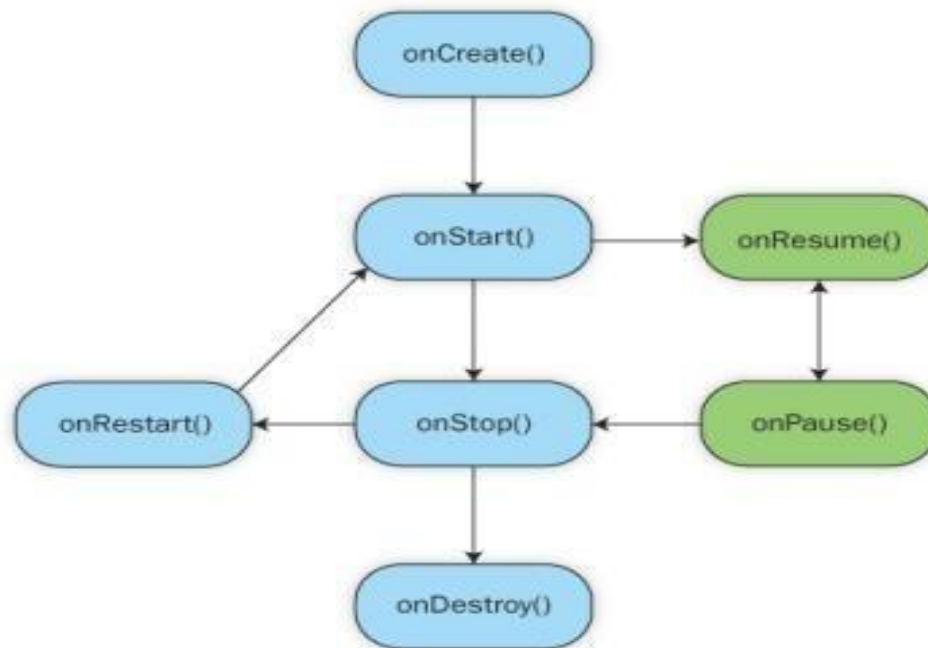 onCreate()
onStart()
onResume()
onRestart()
onStop()
onPause()
onDestroy()